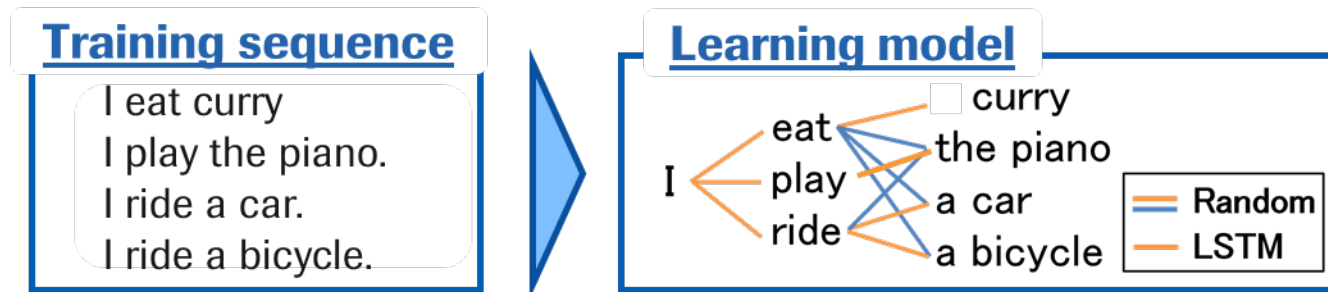 Training sequence
I eat curry
I play the piano.
I ride a car.
I ride a bicycle.
Learning model
I
eat
play
ride
curry
the piano
a car
a bicycle
Random
LSTM